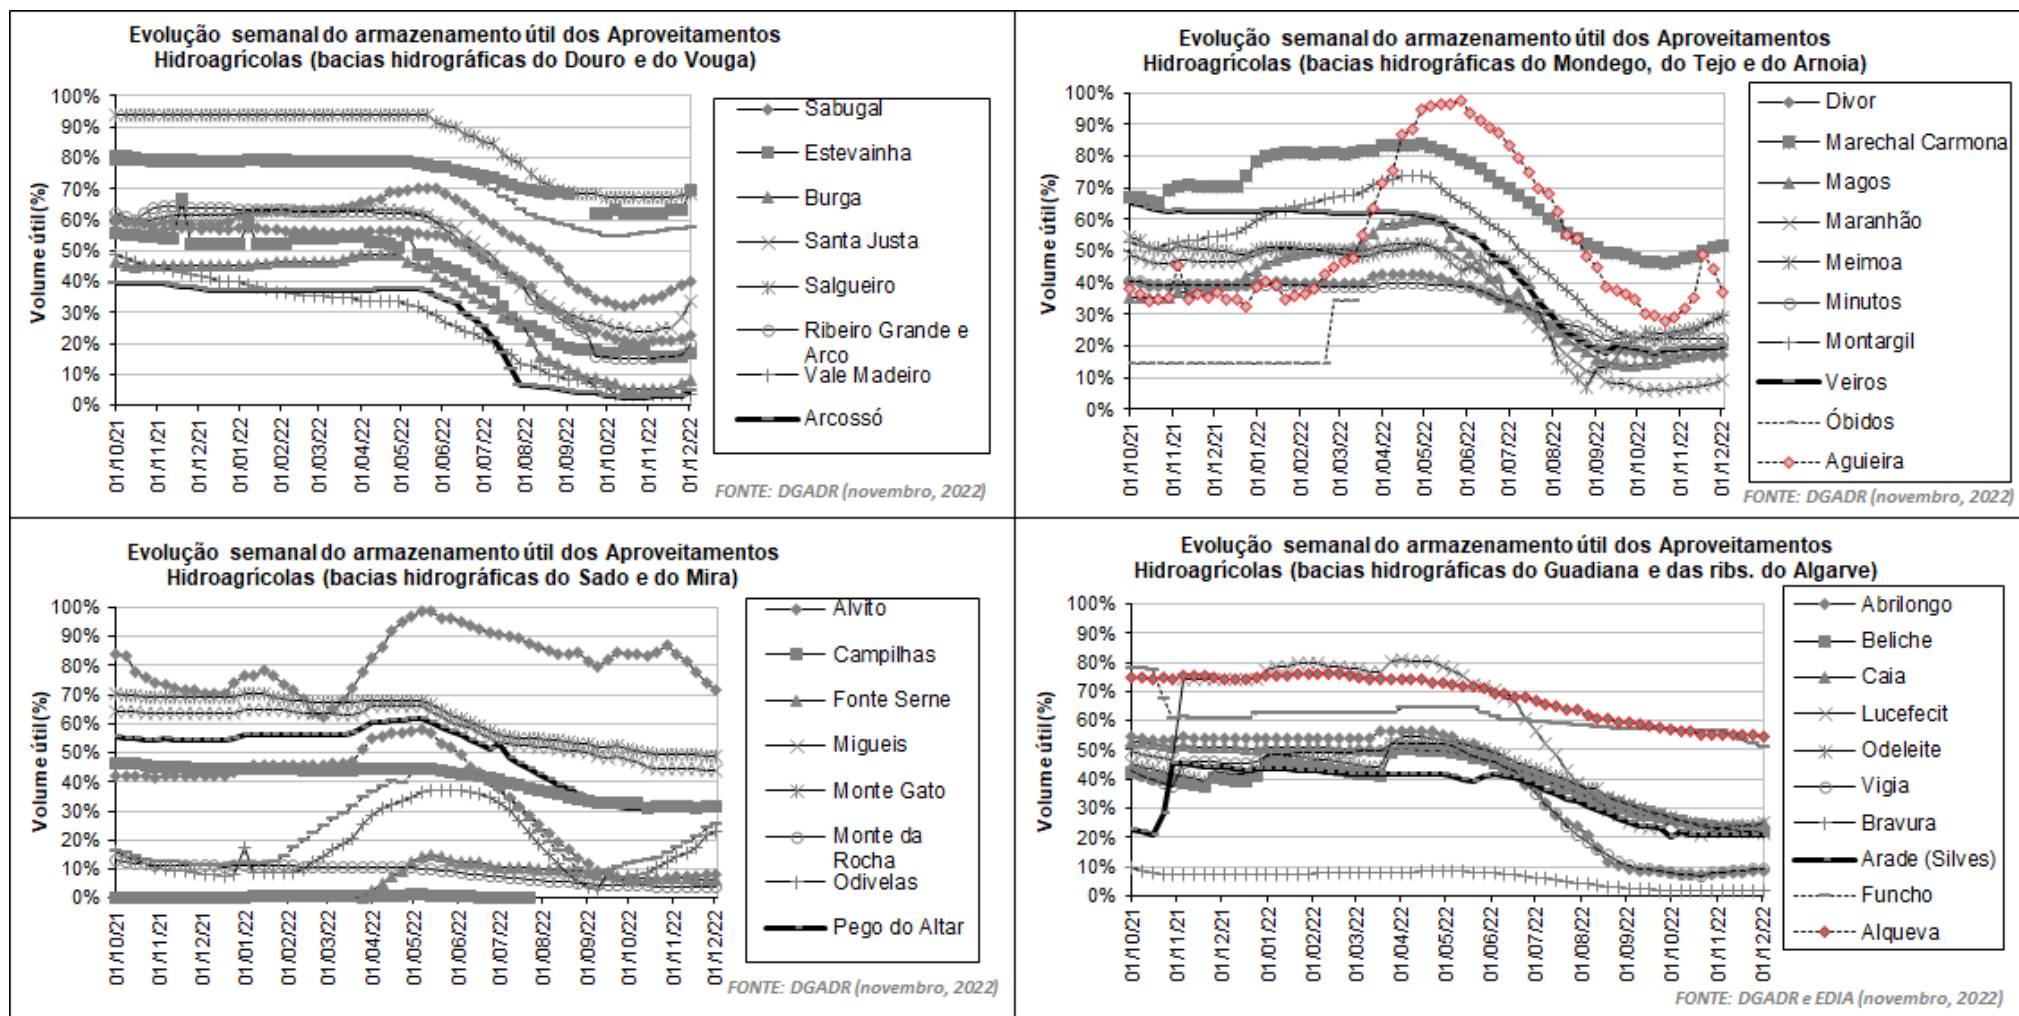 Evolução semanal do armazenamento útil dos Aproveitamentos
Hidroagrícolas (bacias hidrográficas do Douro e do Vouga)
Volume útil(%)
100%
90%
80%
70%
60%
50%
40%
30%
20%
10%
0%
01/10/21
01/11/21
01/12/21
01/01/22
01/02/22
01/03/22
01/04/22
01/05/22
01/06/22
01/07/22
01/08/22
01/09/22
01/10/22
01/11/22
01/12/22
Sabugal
Estevainha
Burga
Santa Justa
Salgueiro
Ribeiro Grande e
Arco
Vale Madeiro
Arcossó
FONTE: DGADR (novembro, 2022)
Evolução semanal do armazenamento útil dos Aproveitamentos
Hidroagrícolas (bacias hidrográficas do Mondego, do Tejo e do Arnoia)
Volume útil(%)
100%
90%
80%
70%
60%
50%
40%
30%
20%
10%
0%
01/10/21
01/11/21
01/12/21
01/01/22
01/02/22
01/03/22
01/04/22
01/05/22
01/06/22
01/07/22
01/08/22
01/09/22
01/10/22
01/11/22
01/12/22
Divor
Marechal Carmona
Magos
Maranhão
Meimoa
Minutos
Montargil
Veiros
Óbidos
Aguieira
FONTE: DGADR (novembro, 2022)
Evolução semanal do armazenamento útil dos Aproveitamentos
Hidroagrícolas (bacias hidrográficas do Sado e do Mira)
Volume útil(%)
100%
90%
80%
70%
60%
50%
40%
30%
20%
10%
0%
01/10/21
01/11/21
01/12/21
01/01/22
01/02/22
01/03/22
01/04/22
01/05/22
01/06/22
01/07/22
01/08/22
01/09/22
01/10/22
01/11/22
01/12/22
Alvito
Campilhas
Fonte Serne
Migueis
Monte Gato
Monte da
Rocha
Odivelas
Pego do Altar
FONTE: DGADR (novembro, 2022)
Evolução semanal do armazenamento útil dos Aproveitamentos
Hidroagrícolas (bacias hidrográficas do Guadiana e das ribs. do Algarve)
Volume útil(%)
100%
90%
80%
70%
60%
50%
40%
30%
20%
10%
0%
01/10/21
01/11/21
01/12/21
01/01/22
01/02/22
01/03/22
01/04/22
01/05/22
01/06/22
01/07/22
01/08/22
01/09/22
01/10/22
01/11/22
01/12/22
Abrilongo
Beliche
Caia
Lucefecit
Odeleite
Vigia
Bravura
Arade (Silves)
Funcho
Alqueva
FONTE: DGADR e EDIA (novembro, 2022)